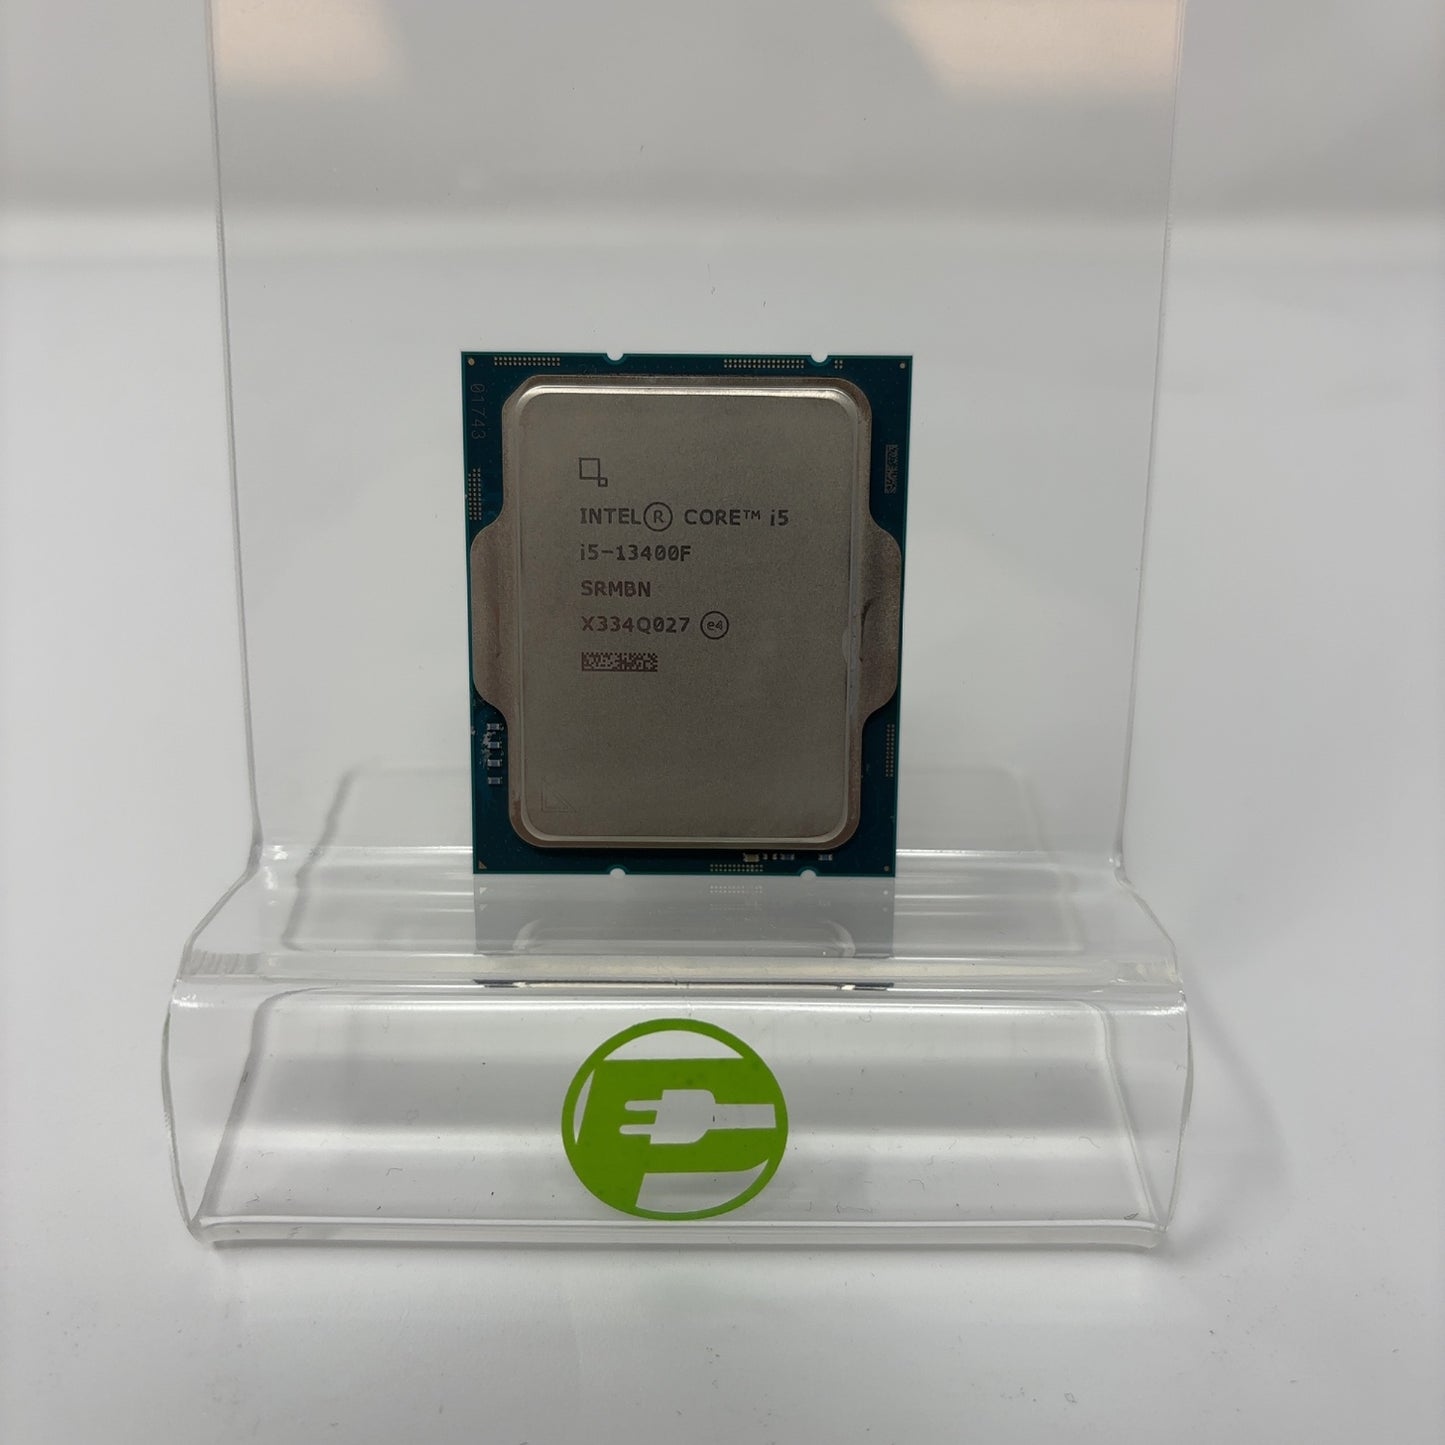 01743
INTEL® CORE™ i5
i5-13400F
SRMBN
X334Q027 e4